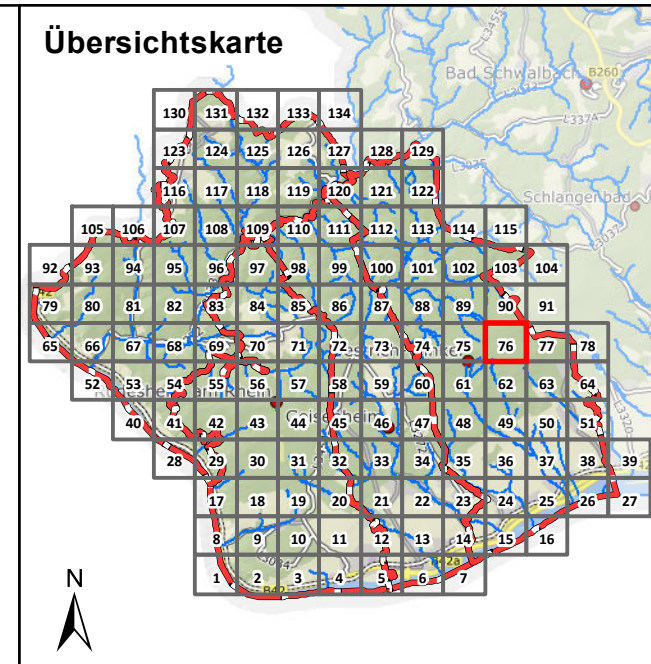 Übersichtskarte
L3455
Bad Schwalbach
B260
130 131 132 133 134
L3374
123 124 125 126 127 128 129
L3035
116 117 118 119 120 121 122
Schlangenbad
105 106 107 108 109 110 111 112 113 114 115
L3037
92 93 94 95 96 97 98 99 100 101 102 103 104
79 80 81 82 83 84 85 86 87 88 89 90 91
65 66 67 68 69 70 71 72 73 74 75 76 77 78
52 53 54 55 56 57 58 59 60 61 62 63 64
L3320
40 41 42 43 44 45 46 47 48 49 50 51
28 29 30 31 32 33 34 35 36 37 38 39
17 18 19 20 21 22 23 24 25 26 27
8 9 10 11 12 13 14 15 16
L3034
B42a
1 2 3 4 5 6 7
B42
N